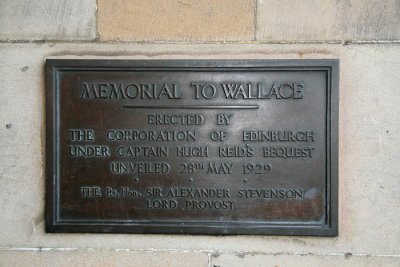 MEMORIAL TO WALLACE
ERECTED BY
THE CORPORATION OF EDINBURGH
UNDER CAPTAIN HUGH REID'S BEQUEST
UNVEILED 28TH MAY 1929
THE Rt. Hon. SIR ALEXANDER STEVENSON
LORD PROVOST